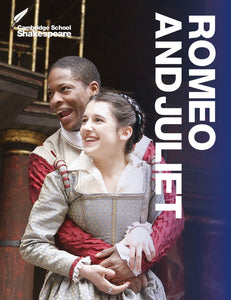 Cambridge School
Shakespeare
ROMEO
AND JULIET